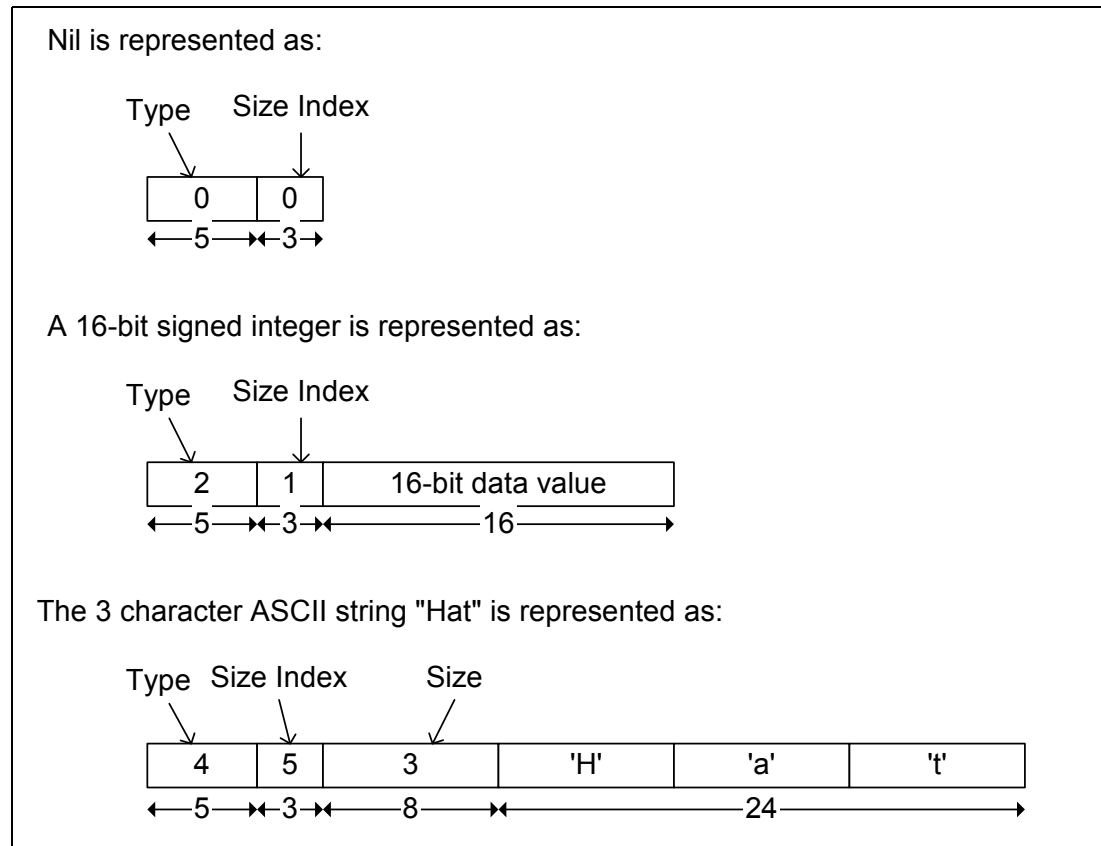 Nil is represented as:
Type Size Index
0 0
5 3
A 16-bit signed integer is represented as:
Type Size Index
2 1 16-bit data value
5 3 16
The 3 character ASCII string "Hat" is represented as:
Type Size Index Size
4 5 3 'H' 'a' 't'
5 3 8 24